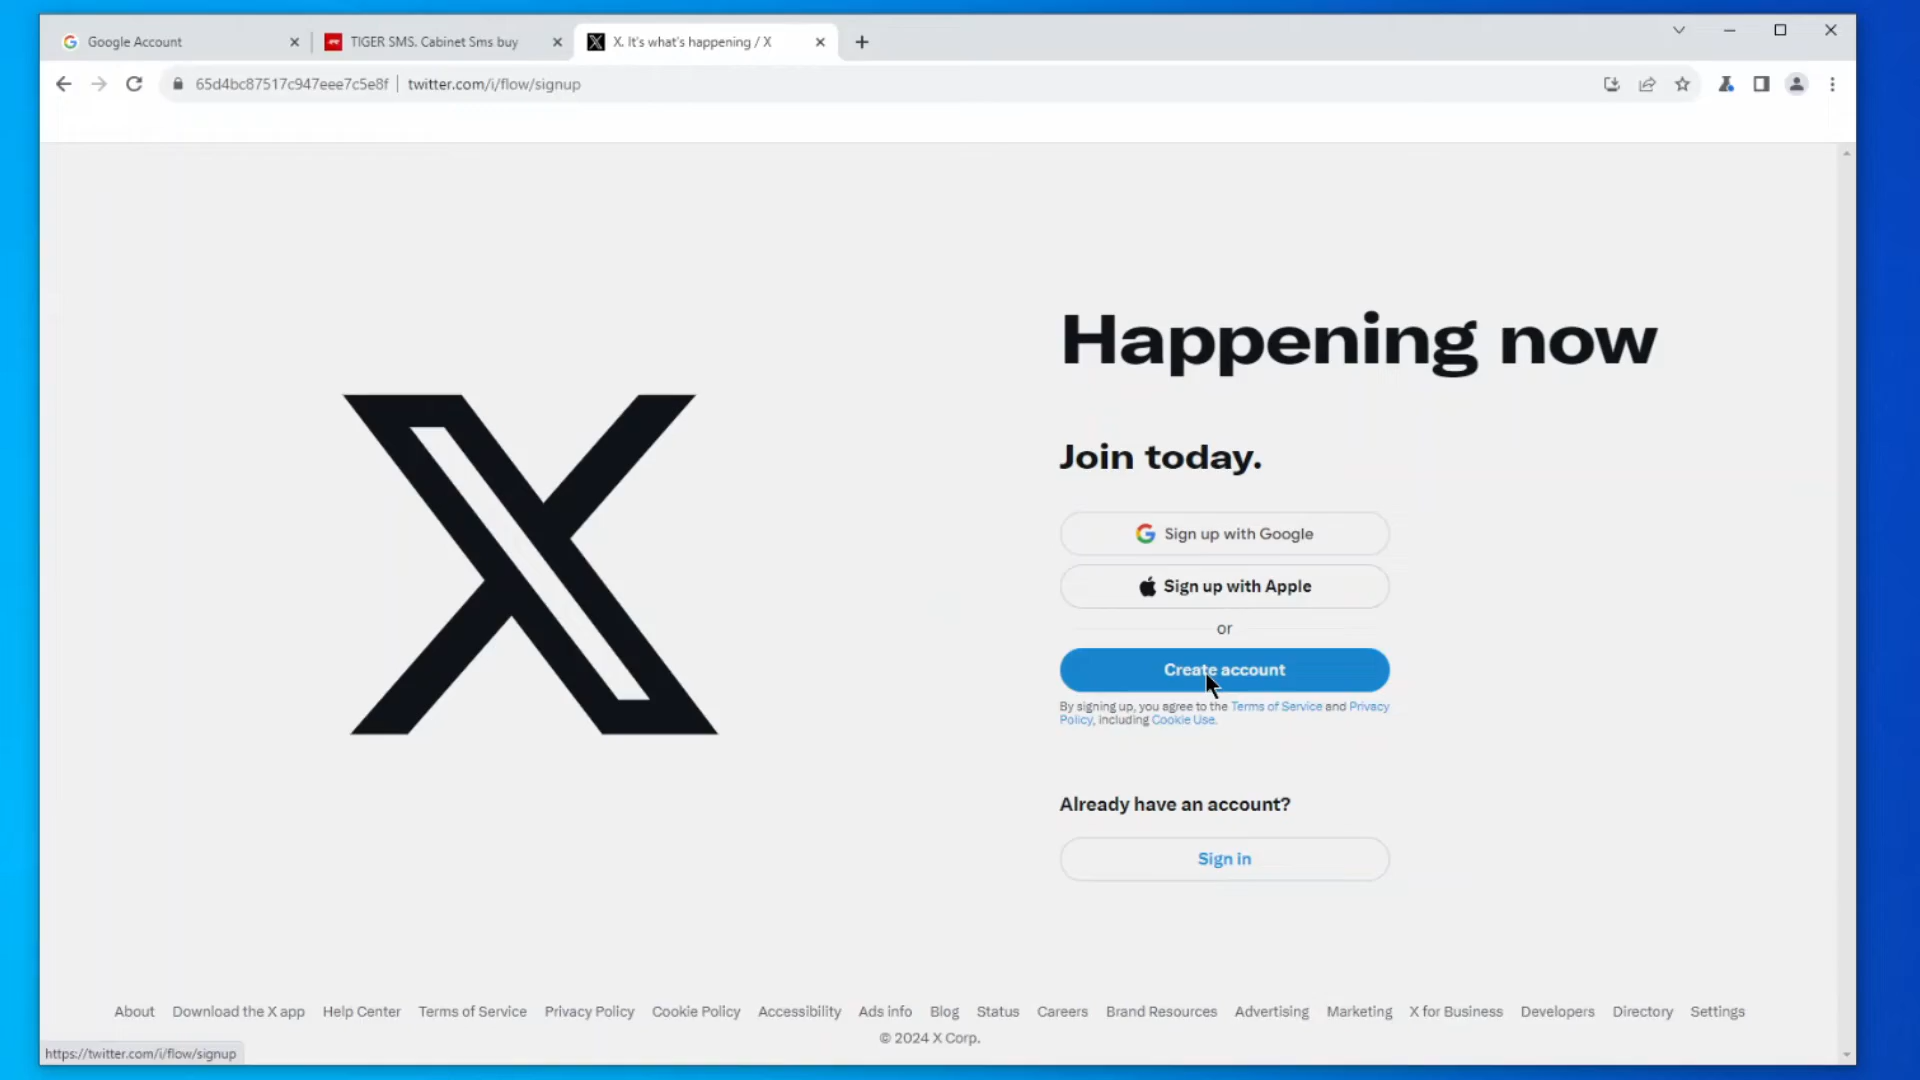 Google Account
TIGER SMS. Cabinet Sms buy
X. It's what's happening / X
65d4bc87517c947eee7c5e8f | twitter.com/i/flow/signup
Happening now
Join today.
Sign up with Google
Sign up with Apple
or
Create account
By signing up, you agree to the Terms of Service and Privacy
Policy, including Cookie Use.
Already have an account?
Sign in
About Download the X app Help Center Terms of Service Privacy Policy Cookie Policy Accessibility Ads info Blog Status Careers Brand Resources Advertising Marketing X for Business Developers Directory Settings
© 2024 X Corp.
https://twitter.com/i/flow/signup